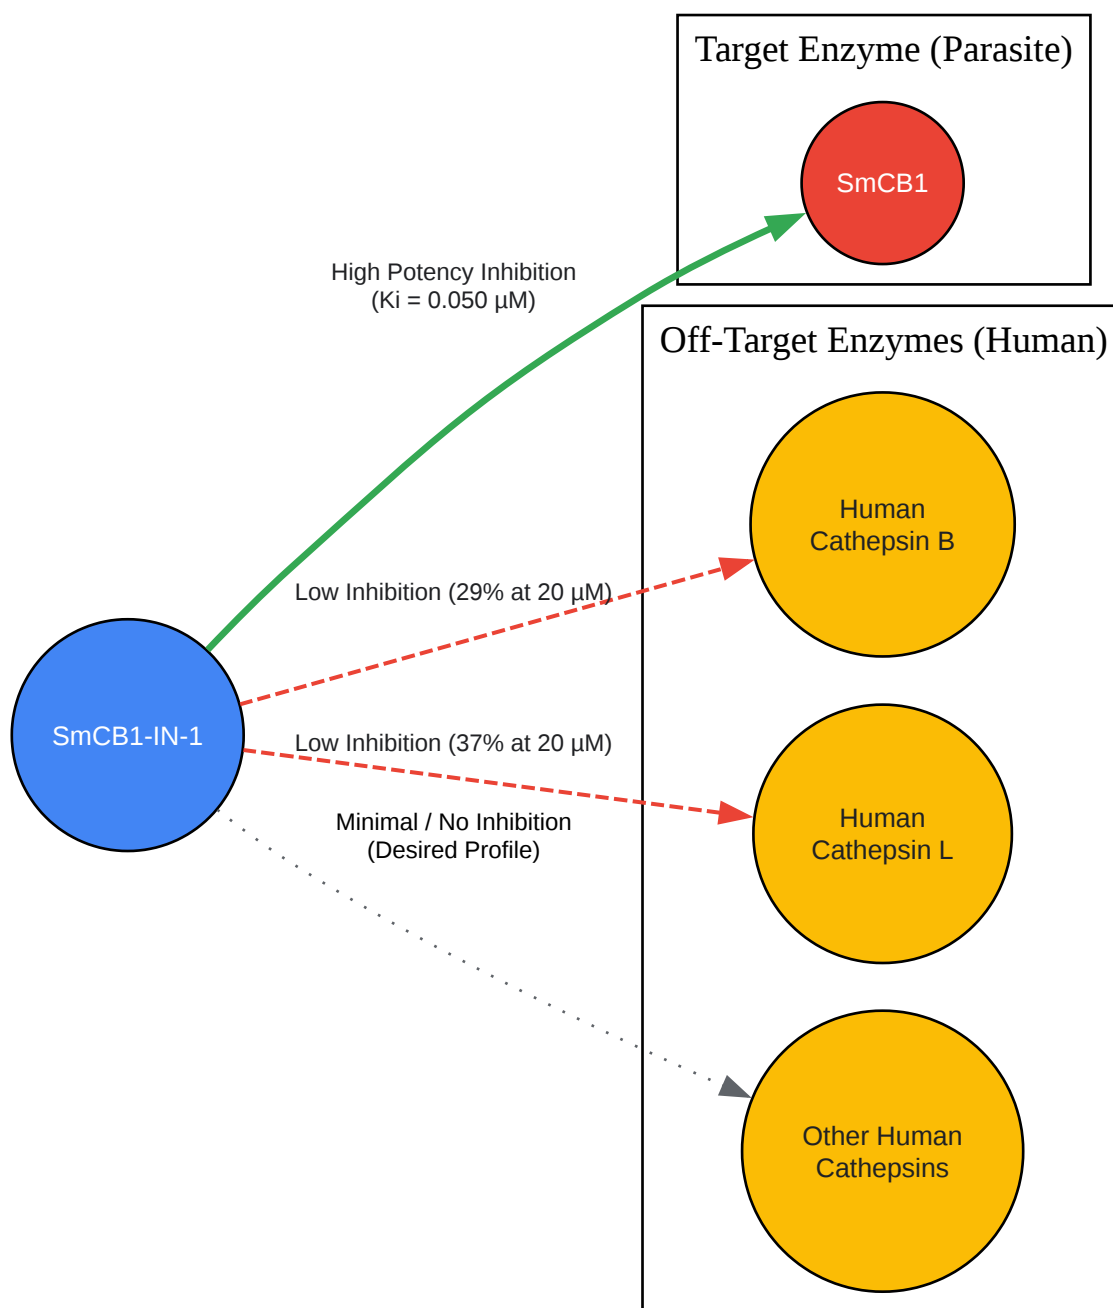 Target Enzyme (Parasite)
SmCB1
High Potency Inhibition
(Ki = 0.050 µM)
Off-Target Enzymes (Human)
Human
Cathepsin B
Low Inhibition (29% at 20 µM)
SmCB1-IN-1
Low Inhibition (37% at 20 µM)
Minimal / No Inhibition
(Desired Profile)
Human
Cathepsin L
Other Human
Cathepsins